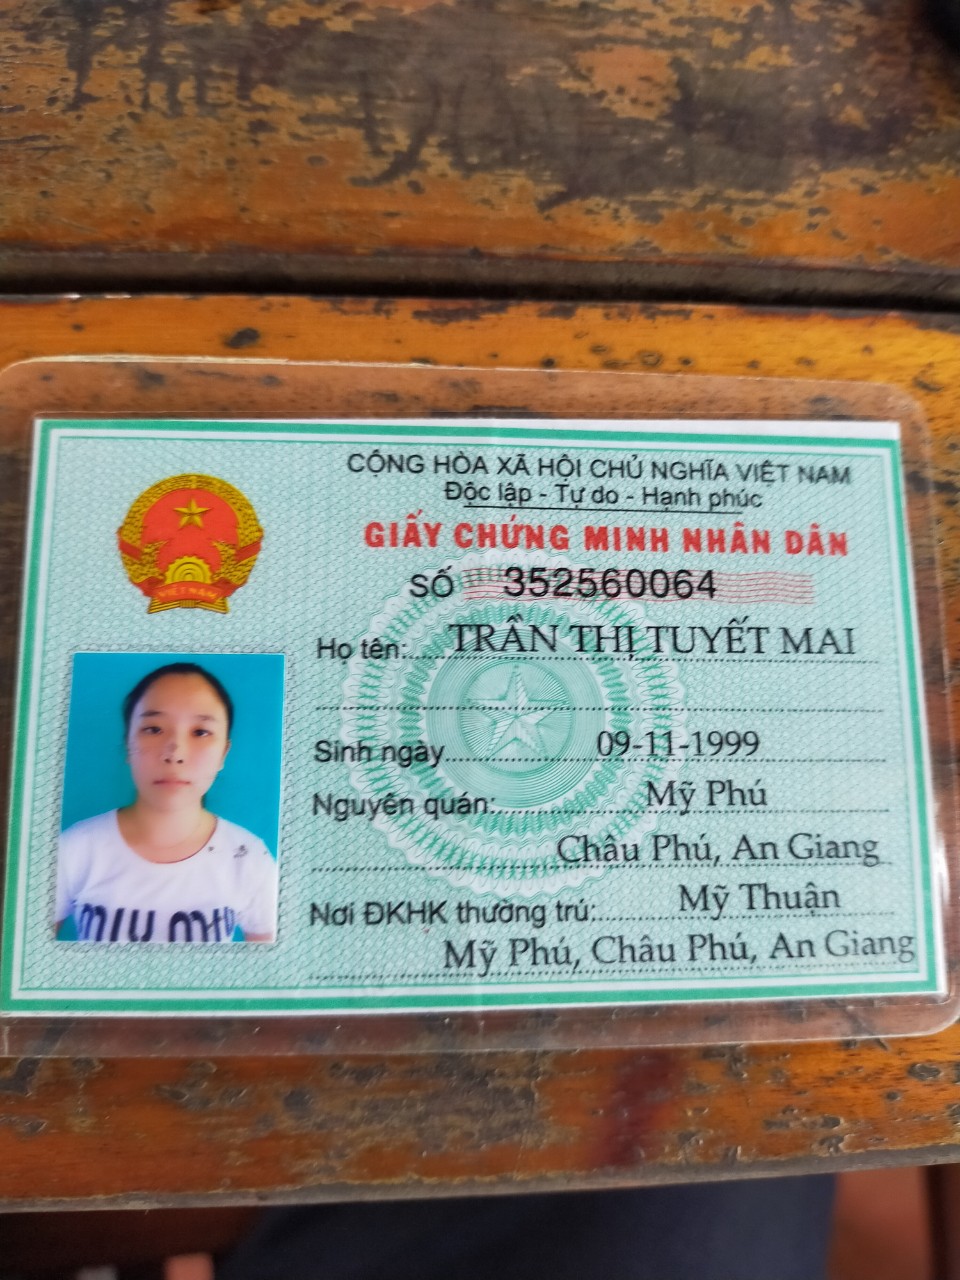 CỘNG HÒA XÃ HỘI CHỦ NGHĨA VIỆT NAM
Độc lập - Tự do - Hạnh phúc
GIẤY CHỨNG MINH NHÂN DÂN
SỐ 352560064
VIỆT NAM
Họ tên: TRẦN THỊ TUYẾT MAI
Sinh ngày 09-11-1999
Nguyên quán: Mỹ Phú
Châu Phú, An Giang
Nơi ĐKHK thường trú: Mỹ Thuận
Mỹ Phú, Châu Phú, An Giang